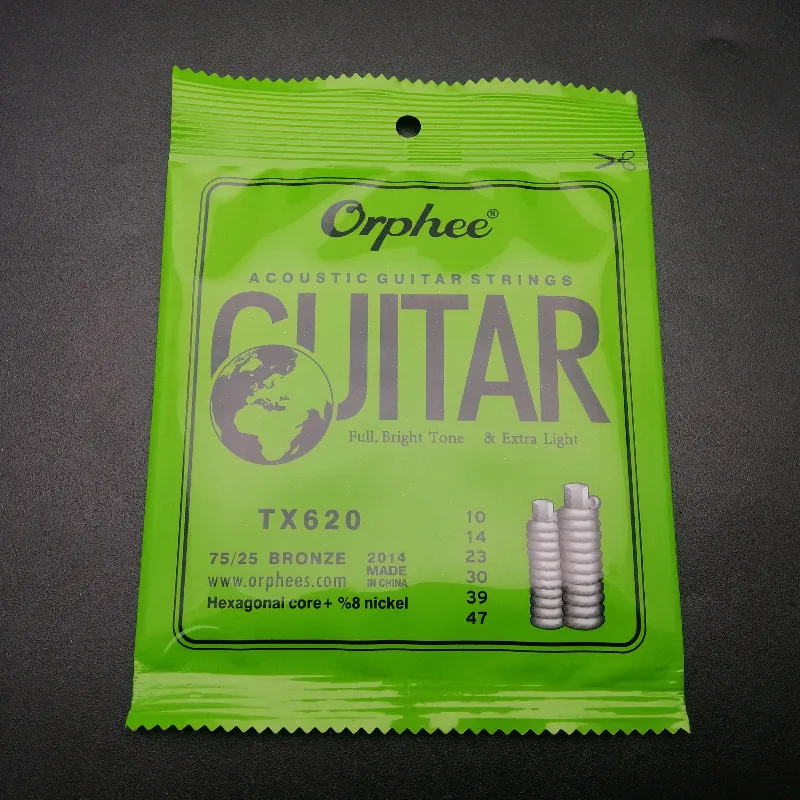 Orphee®
ACOUSTIC GUITAR STRINGS
GUITAR
Full, Bright Tone & Extra Light
TX620
75/25 BRONZE
www.orphees.com
2014
MADE
IN CHINA
Hexagonal core+ %8 nickel
10
14
23
30
39
47